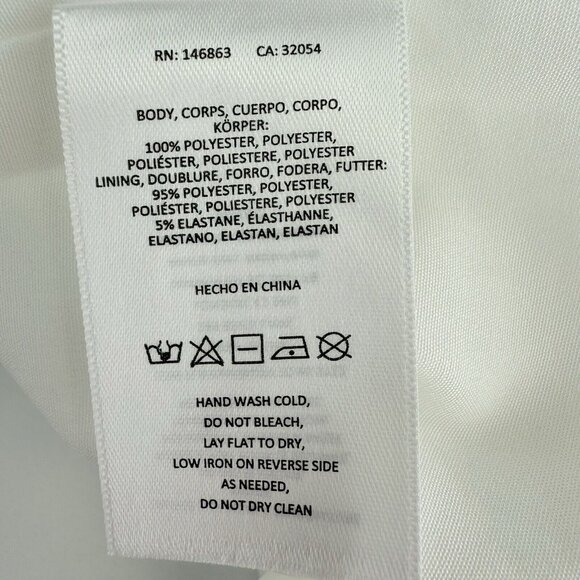 RN: 146863 CA: 32054
BODY, CORPS, CUERPO, CORPO,
KÖRPER:
100% POLYESTER, POLYESTER,
POLIÉSTER, POLIESTERE, POLYESTER
LINING, DOUBLURE, FORRO, FODERA, FUTTER:
95% POLYESTER, POLYESTER,
POLIÉSTER, POLIESTERE, POLYESTER
5% ELASTANE, ÉLASTHANNE,
ELASTANO, ELASTAN, ELASTAN
HECHO EN CHINA
HAND WASH COLD,
DO NOT BLEACH,
LAY FLAT TO DRY,
LOW IRON ON REVERSE SIDE
AS NEEDED,
DO NOT DRY CLEAN